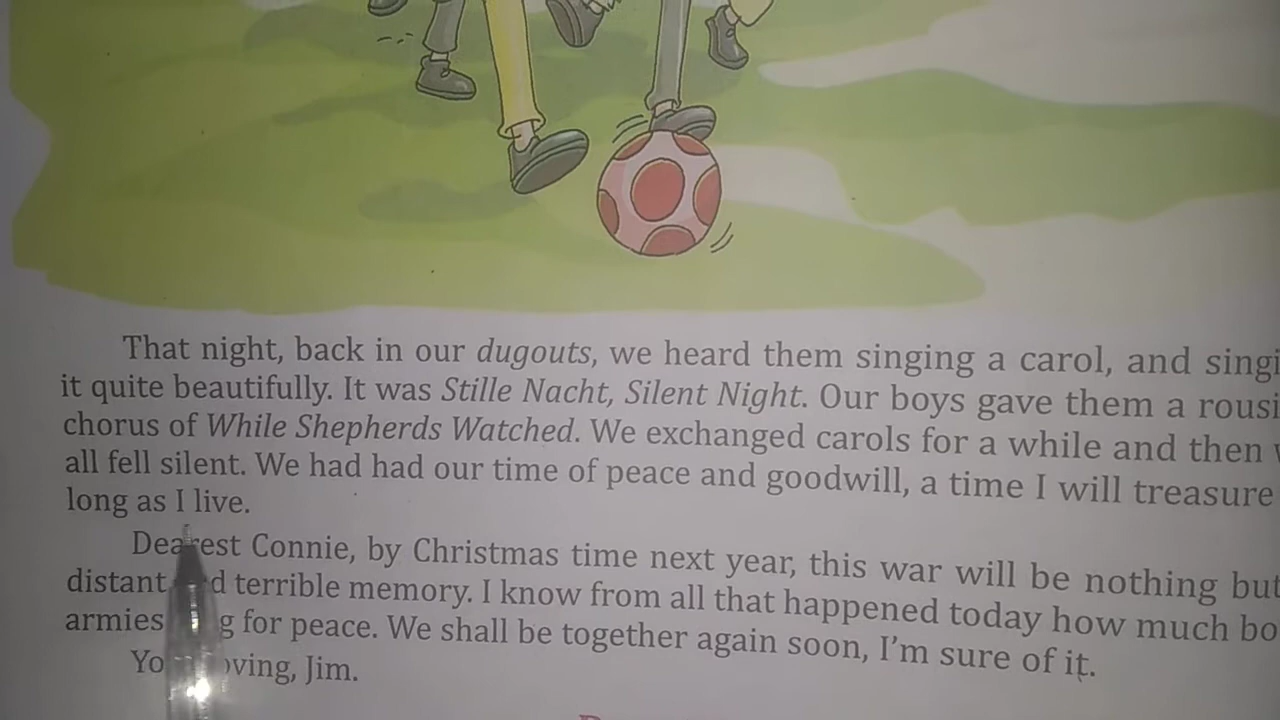 That night, back in our dugouts, we heard them singing a carol, and singi
it quite beautifully. It was Stille Nacht, Silent Night. Our boys gave them a rousi
chorus of While Shepherds Watched. We exchanged carols for a while and then
all fell silent. We had had our time of peace and goodwill, a time I will treasure
long as I live.
Dearest Connie, by Christmas time next year, this war will be nothing but
distant d terrible memory. I know from all that happened today how much bo
armies g for peace. We shall be together again soon, I'm sure of it.
Yo oving, Jim.